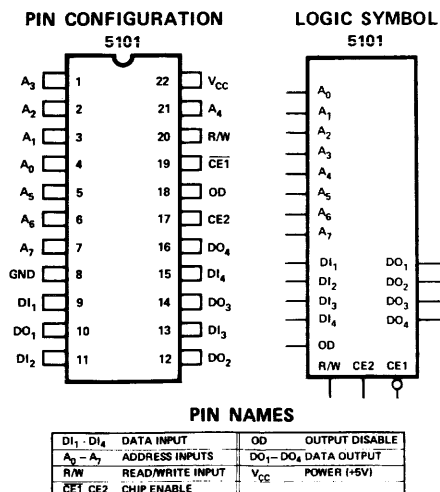 PIN CONFIGURATION
5101
A3 1 22 VCC
A2 2 21 A4
A1 3 20 R/W
A0 4 19 CE1
A5 5 18 OD
A6 6 17 CE2
A7 7 16 DO4
GND 8 15 DI4
DI1 9 14 DO3
DO1 10 13 DI3
DI2 11 12 DO2
LOGIC SYMBOL
5101
A0
A1
A2
A3
A4
A5
A6
A7
DI1 DO1
DI2 DO2
DI3 DO3
DI4 DO4
OD
R/W CE2 CE1
PIN NAMES
DI1 - DI4 DATA INPUT OD OUTPUT DISABLE
A0 – A7 ADDRESS INPUTS DO1– DO4 DATA OUTPUT
R/W READ/WRITE INPUT VCC POWER (+5V)
CE1 CE2 CHIP ENABLE